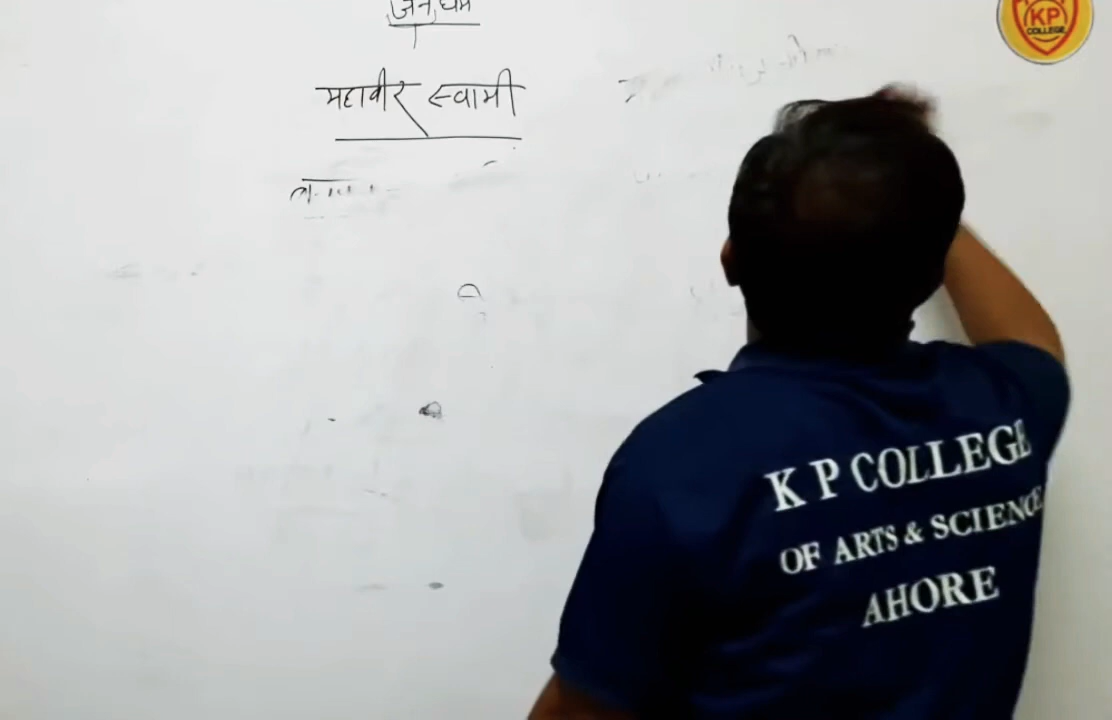 जैन धर्म
महावीर स्वामी
KP
COLLEGE
K P COLLEGE
OF ARTS & SCIENCE
AHORE